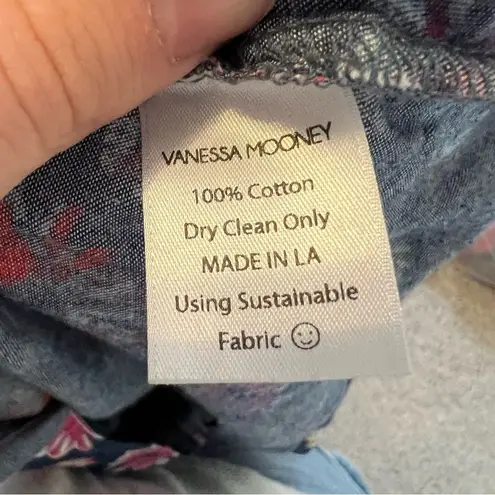 VANESSA MOONEY
100% Cotton
Dry Clean Only
MADE IN LA
Using Sustainable
Fabric ☺